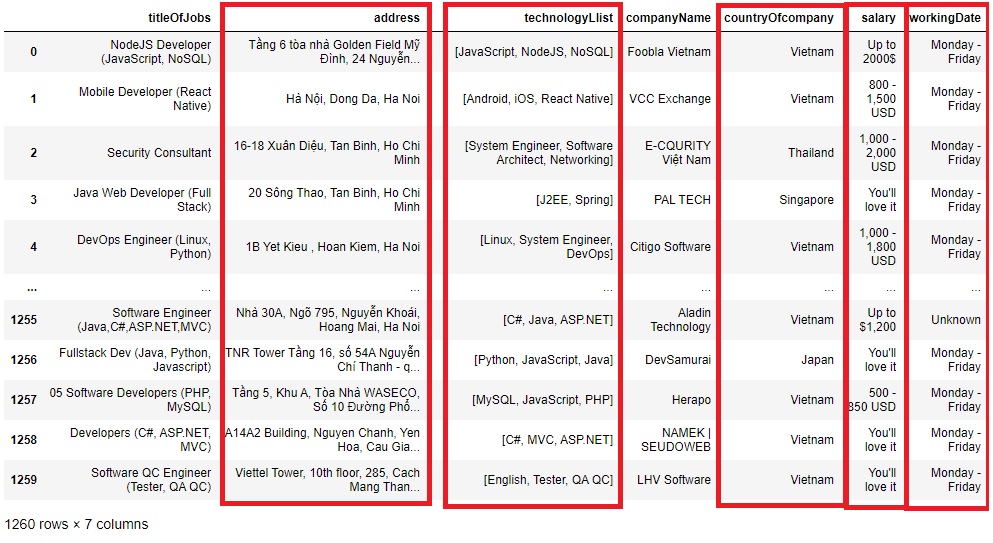 titleOfJobs address technologyLlist companyName countryOfcompany salary workingDate
0 NodeJS Developer (JavaScript, NoSQL) Tầng 6 tòa nhà Golden Field Mỹ Đình, 24 Nguyễn... [JavaScript, NodeJS, NoSQL] Foobla Vietnam Vietnam Up to 2000$ Monday - Friday
1 Mobile Developer (React Native) Hà Nội, Dong Da, Ha Noi [Android, iOS, React Native] VCC Exchange Vietnam 800 - 1,500 USD Monday - Friday
2 Security Consultant 16-18 Xuân Diệu, Tan Binh, Ho Chi Minh [System Engineer, Software Architect, Networking] E-CQURITY Việt Nam Thailand 1,000 - 2,000 USD Monday - Friday
3 Java Web Developer (Full Stack) 20 Sông Thao, Tan Binh, Ho Chi Minh [J2EE, Spring] PAL TECH Singapore You'll love it Monday - Friday
4 DevOps Engineer (Linux, Python) 1B Yet Kieu , Hoan Kiem, Ha Noi [Linux, System Engineer, DevOps] Citigo Software Vietnam 1,000 - 1,800 USD Monday - Friday
... ... ... ... ... ... ... ...
1255 Software Engineer (Java,C#,ASP.NET,MVC) Nhà 30A, Ngõ 795, Nguyễn Khoái, Hoang Mai, Ha Noi [C#, Java, ASP.NET] Aladin Technology Vietnam Up to $1,200 Unknown
1256 Fullstack Dev (Java, Python, Javascript) TNR Tower Tầng 16, số 54A Nguyễn Chí Thanh - q... [Python, JavaScript, Java] DevSamurai Japan You'll love it Monday - Friday
1257 05 Software Developers (PHP, MySQL) Tầng 5, Khu A, Tòa Nhà WASECO, Số 10 Đường Phổ... [MySQL, JavaScript, PHP] Herapo Vietnam 500 - 850 USD Monday - Friday
1258 Developers (C#, ASP.NET, MVC) A14A2 Building, Nguyen Chanh, Yen Hoa, Cau Gia... [C#, MVC, ASP.NET] NAMEK | SEUDOWEB Vietnam You'll love it Monday - Friday
1259 Software QC Engineer (Tester, QA QC) Viettel Tower, 10th floor, 285, Cach Mang Than... [English, Tester, QA QC] LHV Software Vietnam You'll love it Monday - Friday
1260 rows × 7 columns